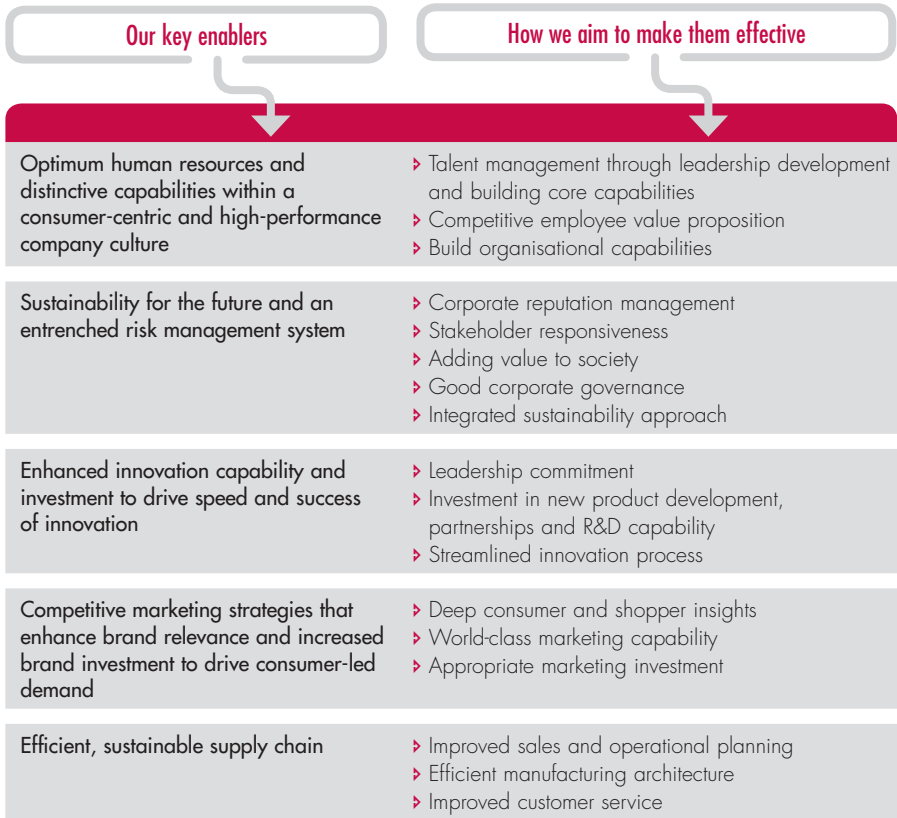 Our key enablers
How we aim to make them effective
Optimum human resources and
distinctive capabilities within a
consumer-centric and high-performance
company culture
Talent management through leadership development
and building core capabilities
Competitive employee value proposition
Build organisational capabilities
Sustainability for the future and an
entrenched risk management system
Corporate reputation management
Stakeholder responsiveness
Adding value to society
Good corporate governance
Integrated sustainability approach
Enhanced innovation capability and
investment to drive speed and success
of innovation
Leadership commitment
Investment in new product development,
partnerships and R&D capability
Streamlined innovation process
Competitive marketing strategies that
enhance brand relevance and increased
brand investment to drive consumer-led
demand
Deep consumer and shopper insights
World-class marketing capability
Appropriate marketing investment
Efficient, sustainable supply chain
Improved sales and operational planning
Efficient manufacturing architecture
Improved customer service